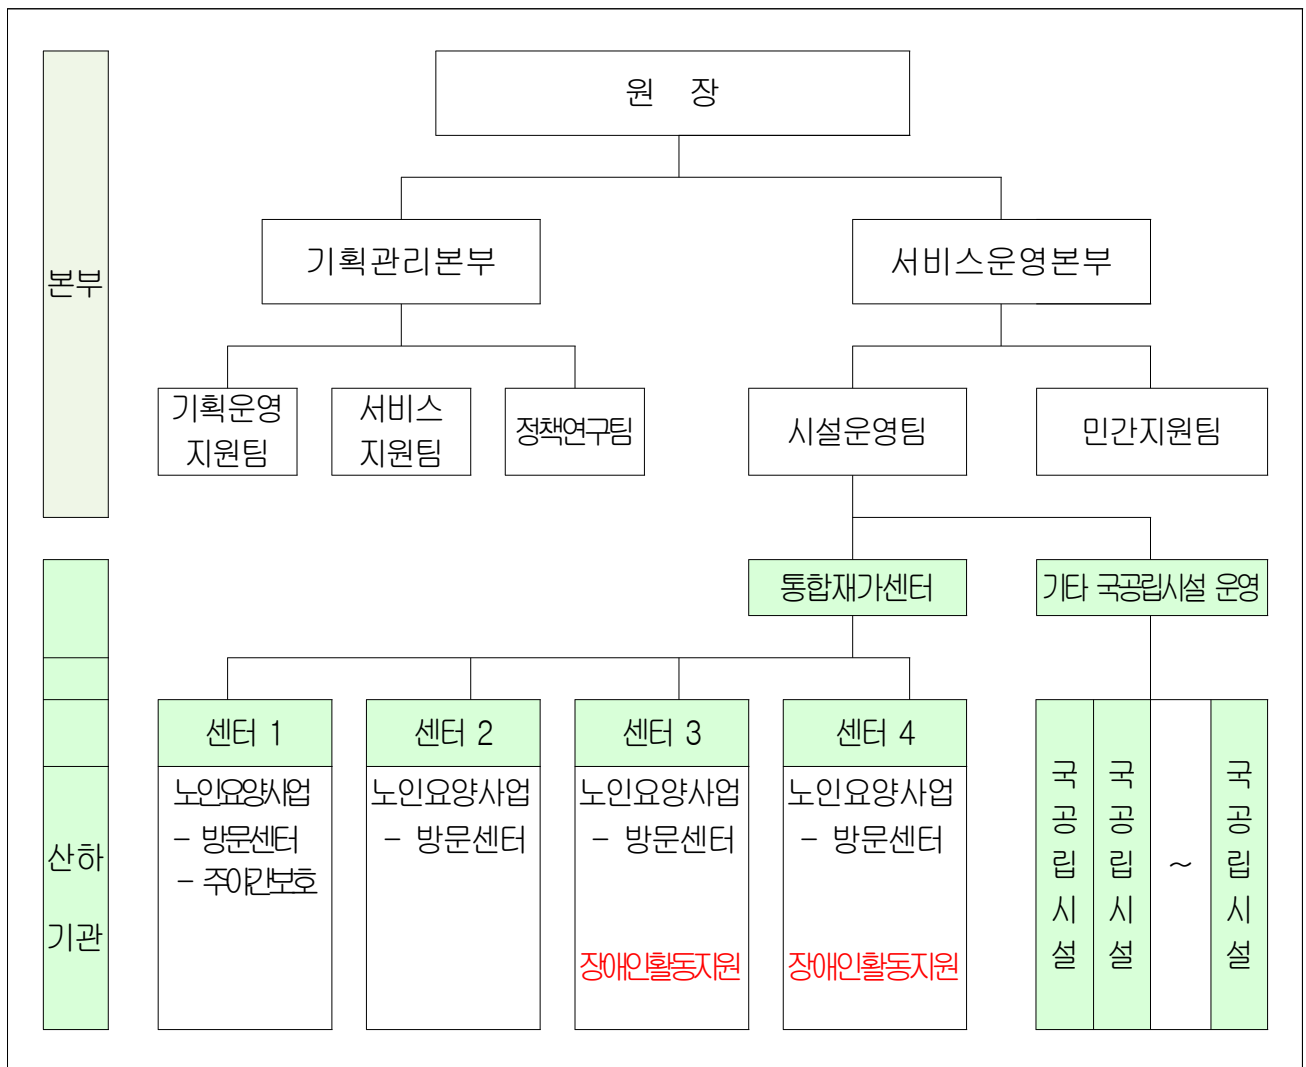 원 장
본부
기획관리본부
서비스운영본부
기획운영
지원팀
서비스
지원팀
정책연구팀
시설운영팀
민간지원팀
통합재가센터
기타 국공립시설 운영
산하
기관
센터 1
노인요양사업
- 방문센터
- 주야간보호
센터 2
노인요양사업
- 방문센터
센터 3
노인요양사업
- 방문센터
장애인활동지원
센터 4
노인요양사업
- 방문센터
장애인활동지원
국공립시설
국공립시설
~
국공립시설